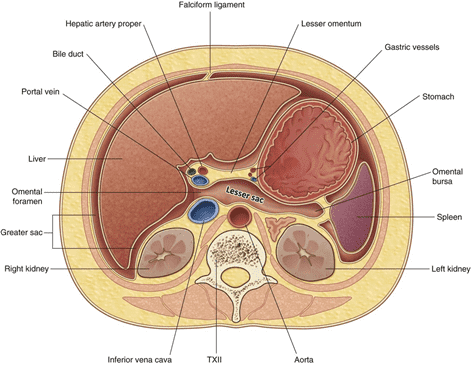 Falciform ligament
Hepatic artery proper
Lesser omentum
Bile duct
Gastric vessels
Portal vein
Stomach
Liver
Lesser sac
Omental
foramen
Omental
bursa
Spleen
Greater sac
Right kidney
Left kidney
Inferior vena cava
TXII
Aorta